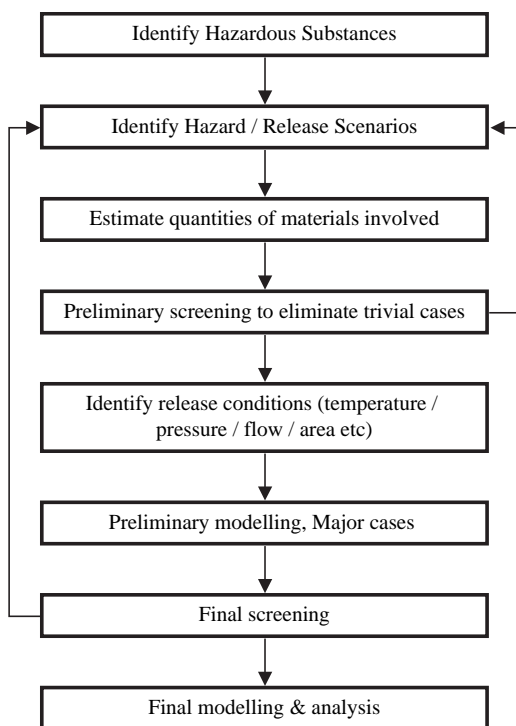 Identify Hazardous Substances
Identify Hazard / Release Scenarios
Estimate quantities of materials involved
Preliminary screening to eliminate trivial cases
Identify release conditions (temperature /
pressure / flow / area etc)
Preliminary modelling, Major cases
Final screening
Final modelling & analysis